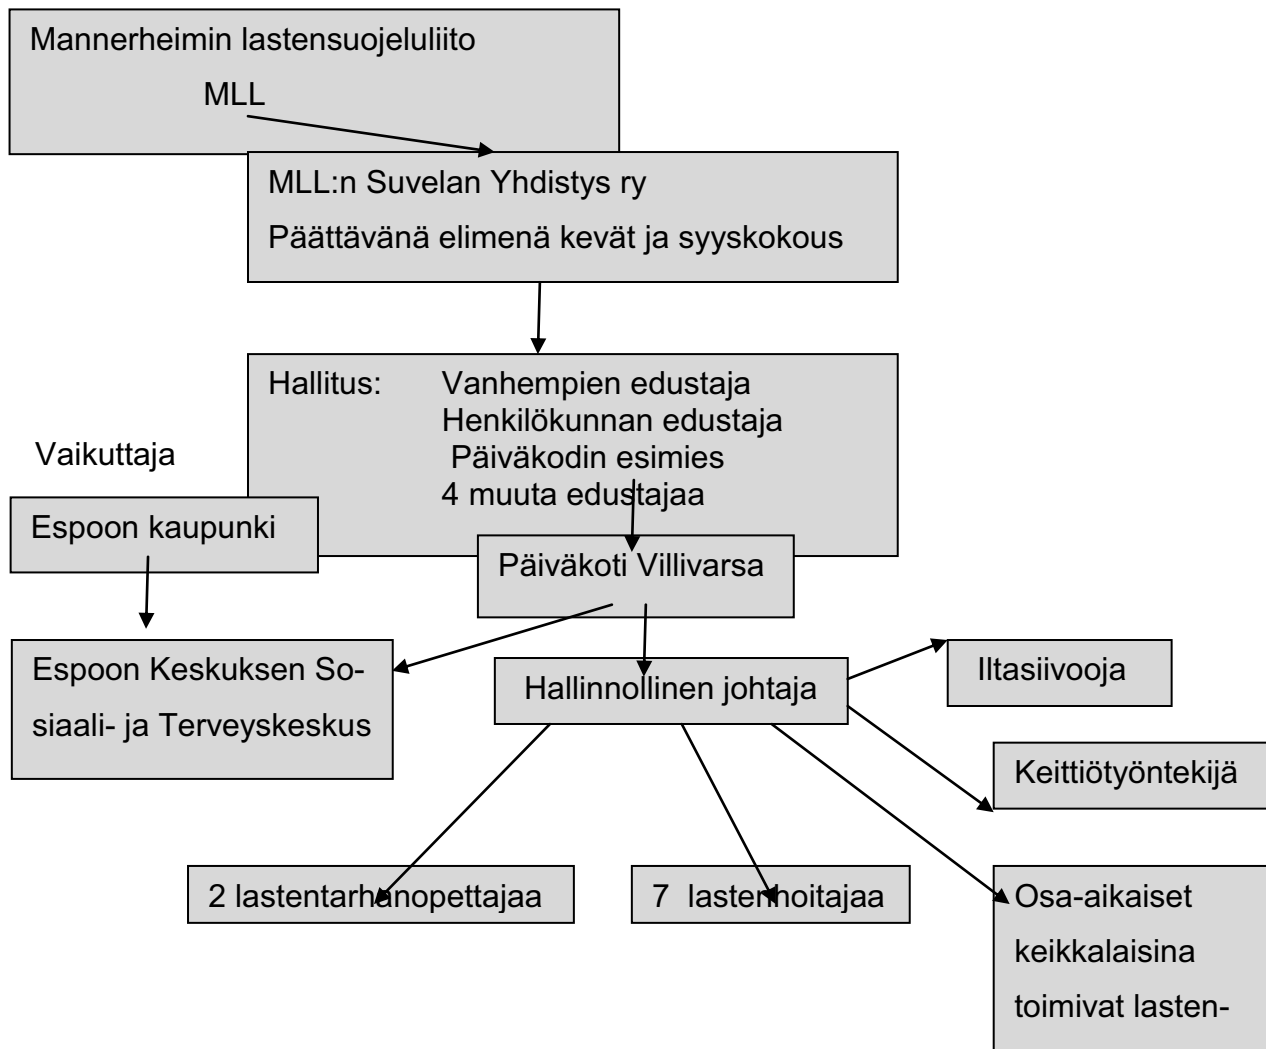 Mannerheimin lastensuojeluliito
MLL
MLL:n Suvelan Yhdistys ry
Päättävänä elimenä kevät ja syyskokous
Hallitus: Vanhempien edustaja
Henkilökunnan edustaja
Päiväkodin esimies
4 muuta edustajaa
Vaikuttaja
Espoon kaupunki
Päiväkoti Villivarsa
Espoon Keskuksen So-
siaali- ja Terveyskeskus
Hallinnollinen johtaja
Iltasiivooja
Keittiötyöntekijä
2 lastentarhanopettajaa
7 lastenhoitajaa
Osa-aikaiset
keikkalaisina
toimivat lasten-